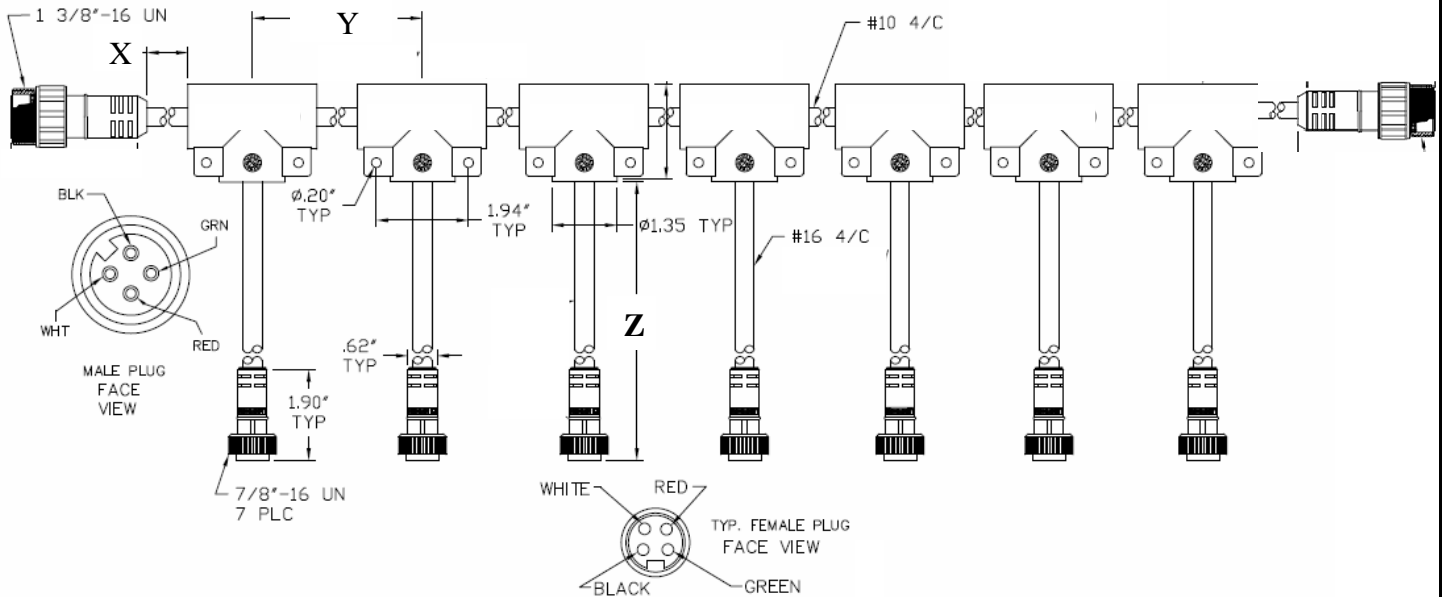 1 3/8"-16 UN
X
Y
#10 4/C
BLK
GRN
WHT
RED
MALE PLUG
FACE
VIEW
Ø.20"
TYP
1.94"
TYP
Ø1.35 TYP
#16 4/C
Z
.62"
TYP
1.90"
TYP
7/8"-16 UN
7 PLC
WHITE
RED
TYP. FEMALE PLUG
FACE VIEW
BLACK
GREEN